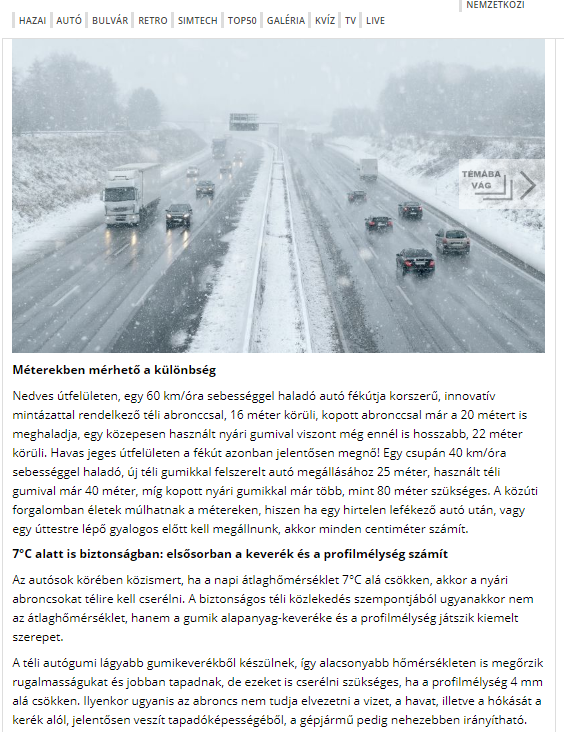 NEMZETKÖZI
HAZAI AUTÓ BULVÁR RETRO SIMTECH TOP50 GALÉRIA KVÍZ TV LIVE
TÉMÁBA
VÁG
Méterekben mérhető a különbség
Nedves útfelületen, egy 60 km/óra sebességgel haladó autó fékútja korszerű, innovatív
mintázattal rendelkező téli abronccsal, 16 méter körüli, kopott abronccsal már a 20 métert is
meghaladja, egy közepesen használt nyári gumival viszont még ennél is hosszabb, 22 méter
körüli. Havas jeges útfelületen a fékút azonban jelentősen megnő! Egy csupán 40 km/óra
sebességgel haladó, új téli gumikkal felszerelt autó megállásához 25 méter, használt téli
gumival már 40 méter, míg kopott nyári gumikkal már több, mint 80 méter szükséges. A közúti
forgalomban életek múlhatnak a métereken, hiszen ha egy hirtelen lefékező autó után, vagy
egy úttestre lépő gyalogos előtt kell megállnunk, akkor minden centiméter számít.
7°C alatt is biztonságban: elsősorban a keverék és a profilmélység számít
Az autósok körében közismert, ha a napi átlaghőmérséklet 7°C alá csökken, akkor a nyári
abroncsokat télire kell cserélni. A biztonságos téli közlekedés szempontjából ugyanakkor nem
az átlaghőmérséklet, hanem a gumik alapanyag-keveréke és a profilmélység játszik kiemelt
szerepet.
A téli autógumi lágyabb gumikeverékből készülnek, így alacsonyabb hőmérsékleten is megőrzik
rugalmasságukat és jobban tapadnak, de ezeket is cserélni szükséges, ha a profilmélység 4 mm
alá csökken. Ilyenkor ugyanis az abroncs nem tudja elvezetni a vizet, a havat, illetve a hókását a
kerék alól, jelentősen veszít tapadóképességéből, a gépjármű pedig nehezebben irányítható.